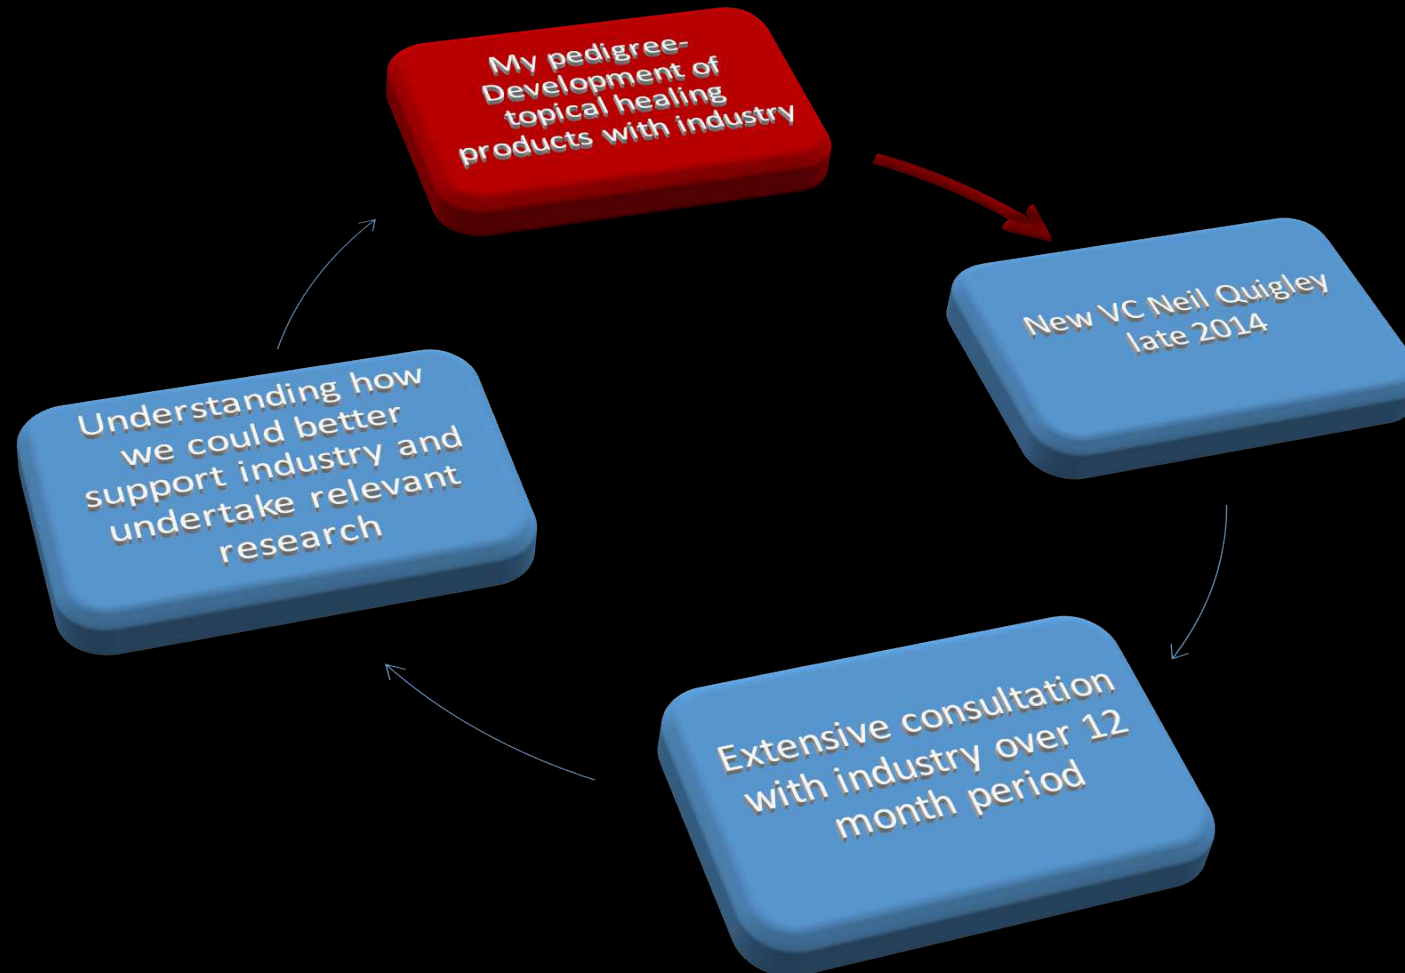 My pedigree-
Development of
topical healing
products with industry
New VC Neil Quigley
late 2014
Extensive consultation
with industry over 12
month period
Understanding how
we could better
support industry and
undertake relevant
research